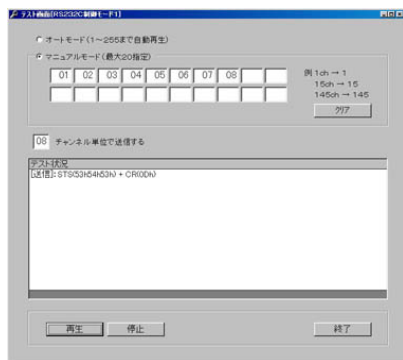 テスト画面[RS232C制御モード1]
オートモード(1～255まで自動再生)
マニュアルモード(最大20指定)
01 02 03 04 05 06 07 08
例 1ch → 1
15ch → 15
145ch → 145
クリア
08 チャンネル単位で送信する
テスト状況
[送信]: STS(53h54h53h) + CR(0Dh)
再生 停止 終了